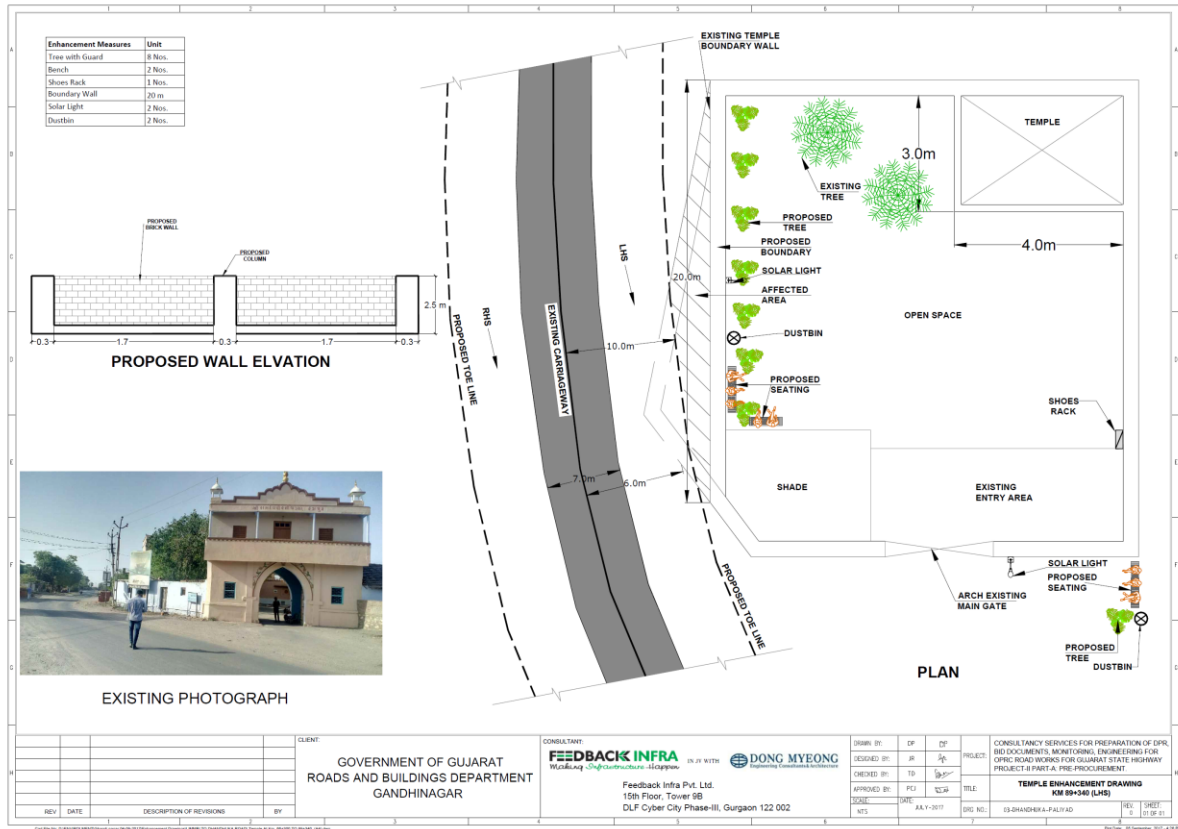 Enhancement Measures Unit
Tree with Guard 8 Nos.
Bench 2 Nos.
Shoes Rack 1 Nos.
Boundary Wall 20 m
Solar Light 2 Nos.
Dustbin 2 Nos.
PROPOSED
BRICK WALL
PROPOSED
COLUMN
2.5 m
0.3 1.7 0.3 1.7 0.3
PROPOSED WALL ELVATION
EXISTING PHOTOGRAPH
EXISTING TEMPLE
BOUNDARY WALL
TEMPLE
3.0m
EXISTING
TREE
PROPOSED
TREE
4.0m
PROPOSED
BOUNDARY
LHS
20.0m
SOLAR LIGHT
AFFECTED
AREA
RHS
EXISTING CARRIAGEWAY
OPEN SPACE
DUSTBIN
PROPOSED TOE LINE
10.0m
PROPOSED
SEATING
SHOES
RACK
7.0m
6.0m
SHADE
EXISTING
ENTRY AREA
PROPOSED TOE LINE
SOLAR LIGHT
PROPOSED
SEATING
ARCH EXISTING
MAIN GATE
PROPOSED
TREE
DUSTBIN
PLAN
REV DATE DESCRIPTION OF REVISIONS BY
CLIENT:
GOVERNMENT OF GUJARAT
ROADS AND BUILDINGS DEPARTMENT
GANDHINAGAR
CONSULTANT:
FEEDBACK INFRA
Making Infrastructure Happen
IN JV WITH
DONG MYEONG
Engineering Consultants & Architecture
Feedback Infra Pvt. Ltd.
15th Floor, Tower 9B
DLF Cyber City Phase-III, Gurgaon 122 002
DRAWN BY: DP
DESIGNED BY: JR
CHECKED BY: TD
APPROVED BY: PCJ
SCALE: NTS
DATE: JULY-2017
PROJECT: CONSULTANCY SERVICES FOR PREPARATION OF DPR,
BID DOCUMENTS, MONITORING, ENGINEERING FOR
OPRC ROAD WORKS FOR GUJARAT STATE HIGHWAY
PROJECT-II PART-A: PRE-PROCUREMENT.
TITLE: TEMPLE ENHANCEMENT DRAWING
KM 89+340 (LHS)
DRG NO.: 03-DHANDHUKA-PALIYAD
REV. 0
SHEET: 01 OF 01